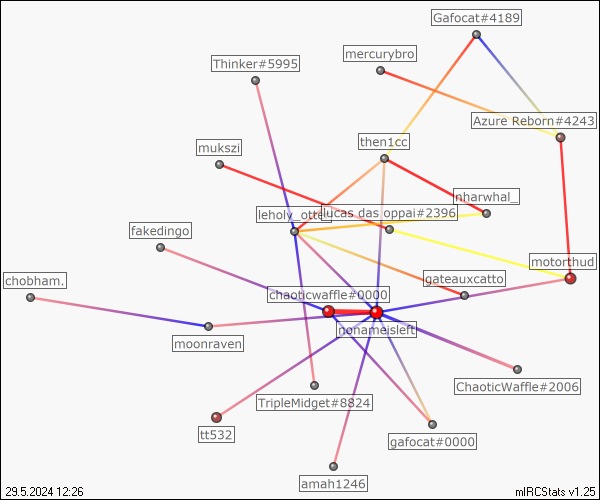 Gafocat#4189
mercurybro
Thinker#5995
Azure Reborn#4243
then1cc
mukszi
nharwhal_
leholy_otte
lucas das oppai#2396
fakedingo
motorthud
chobham.
gateauxcatto
chaoticwaffle#0000
nonameisleft
moonraven
ChaoticWaffle#2006
TripleMidget#8824
tt532
gafocat#0000
amah1246
29.5.2024 12:26
mIRCStats v1.25